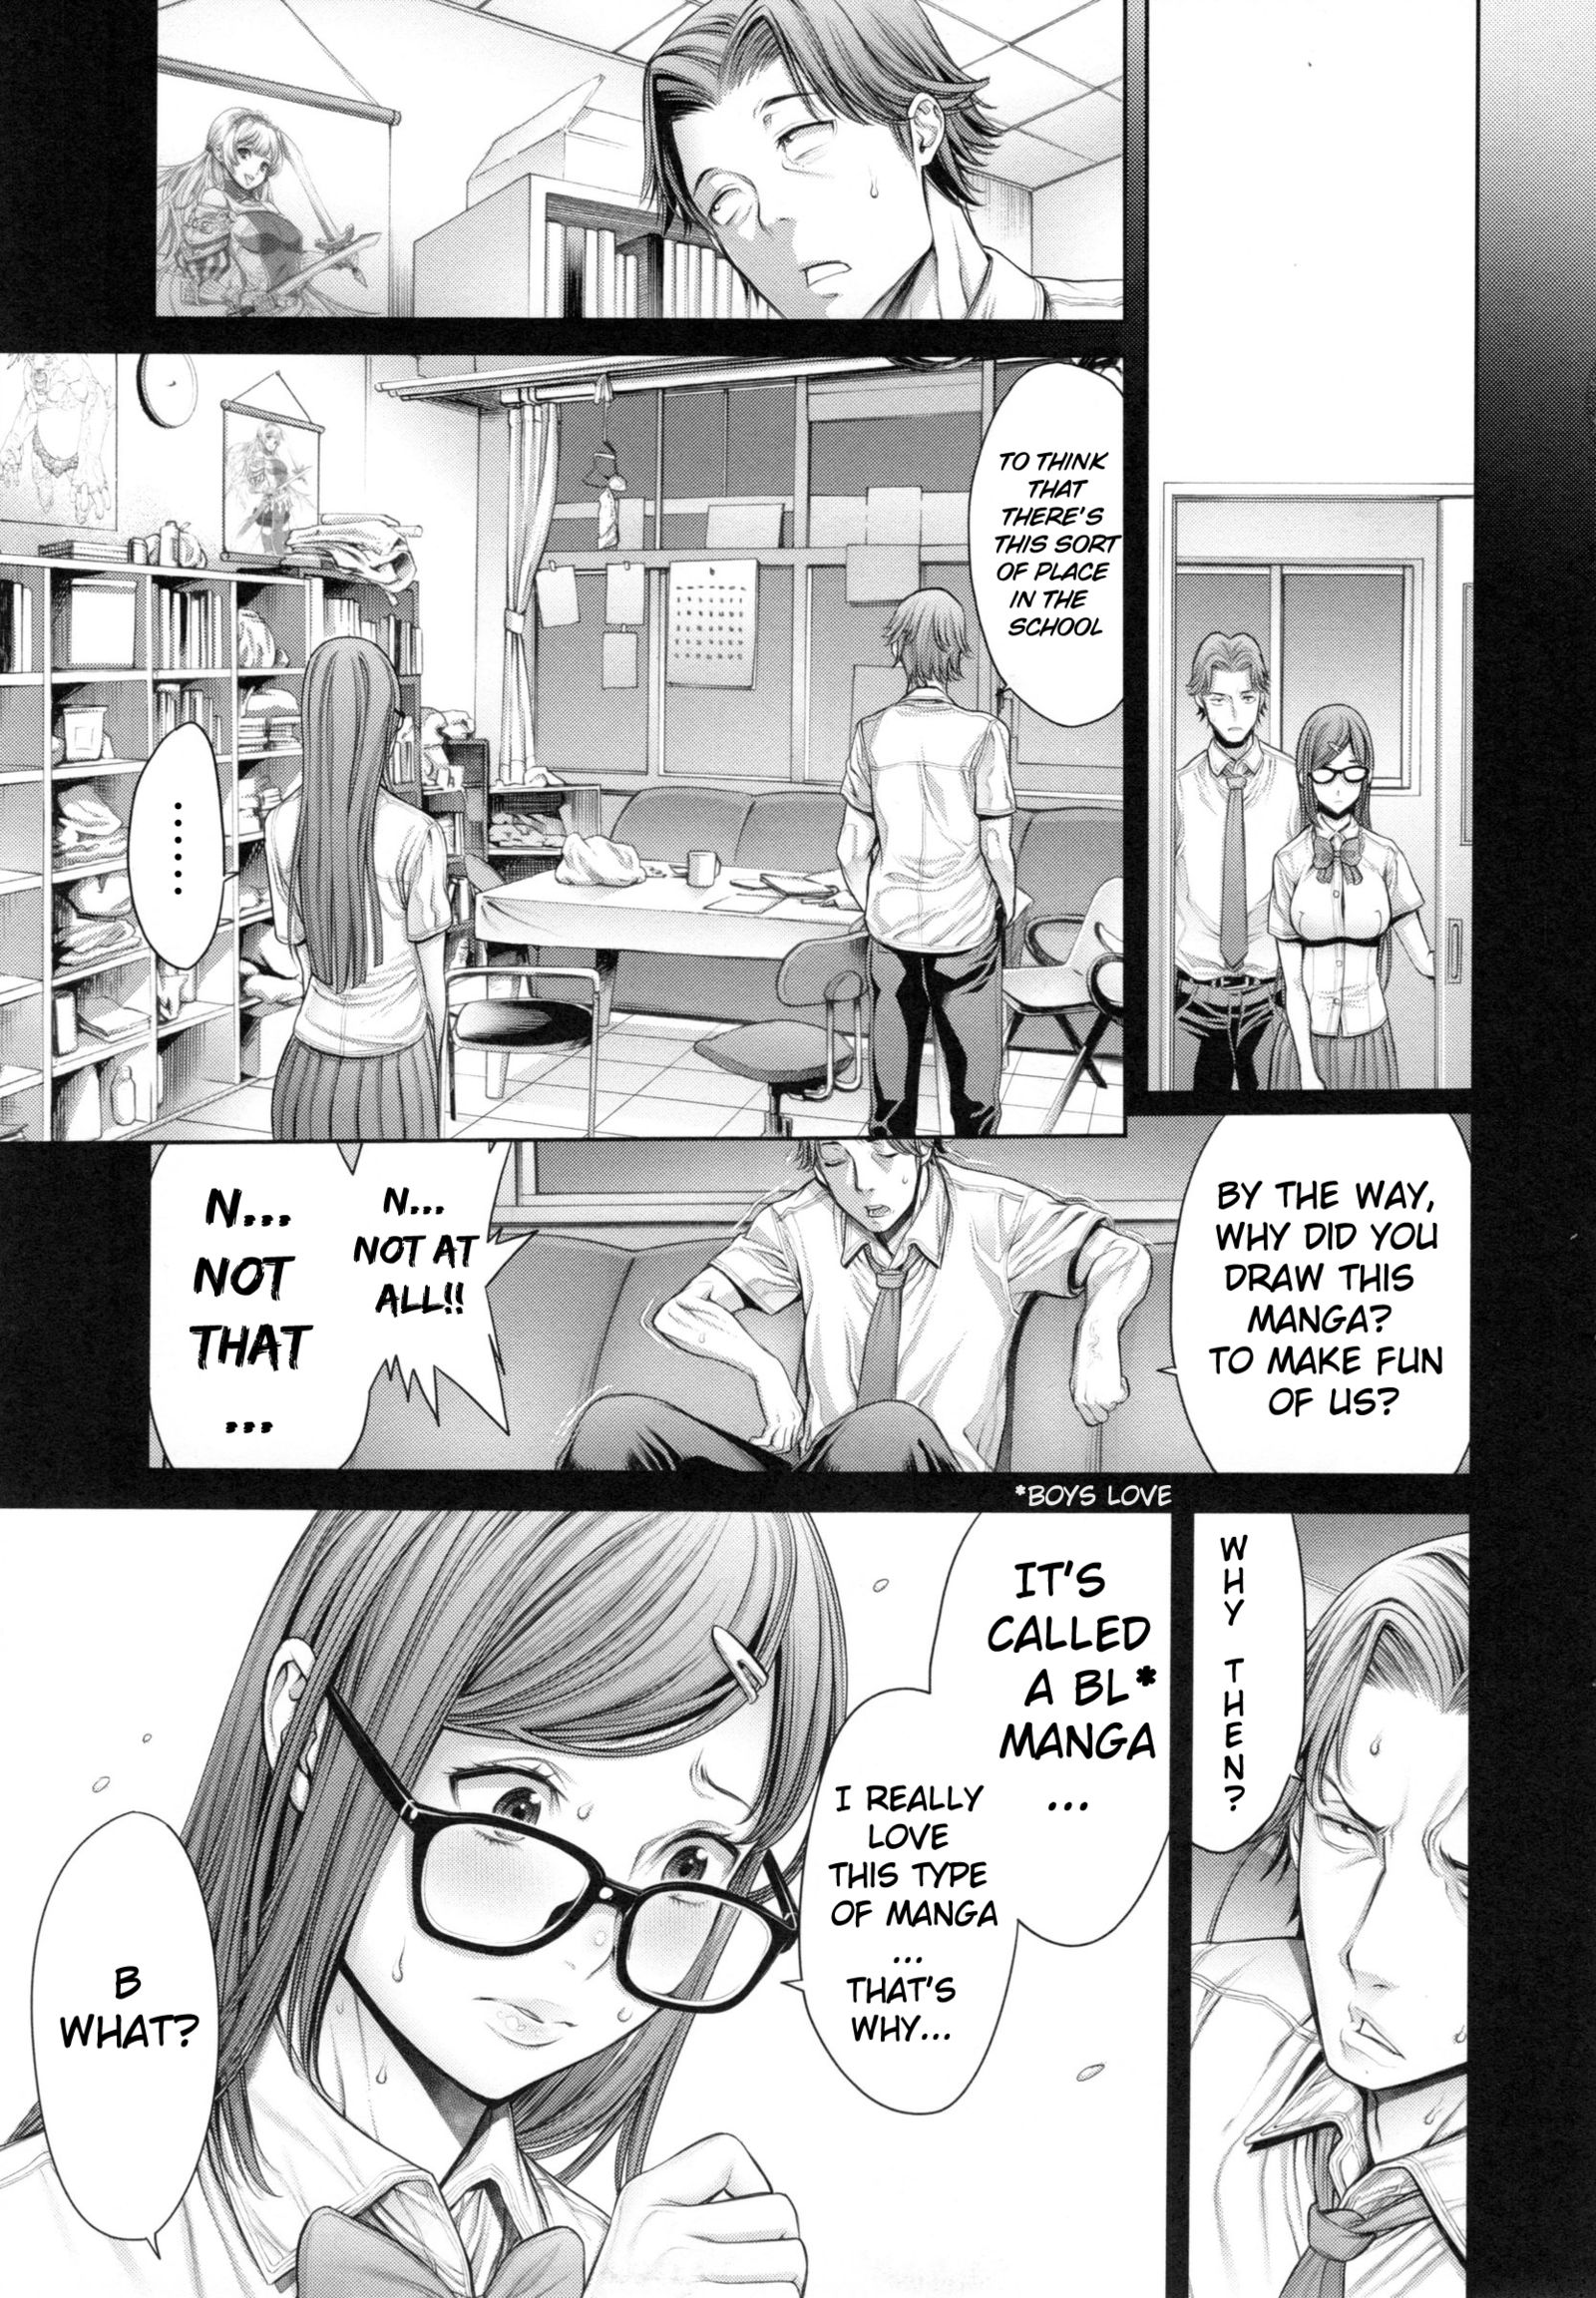 TO THINK
THAT
THERE'S
THIS SORT
OF PLACE
IN THE
SCHOOL
......
BY THE WAY,
WHY DID YOU
DRAW THIS
MANGA?
TO MAKE FUN
OF US?
N...
NOT AT
ALL!!
N...
NOT
THAT
...
WHY THEN?
*BOYS LOVE
IT'S
CALLED
A BL*
MANGA
...
I REALLY
LOVE
THIS TYPE
OF MANGA
...
THAT'S
WHY...
B
WHAT?